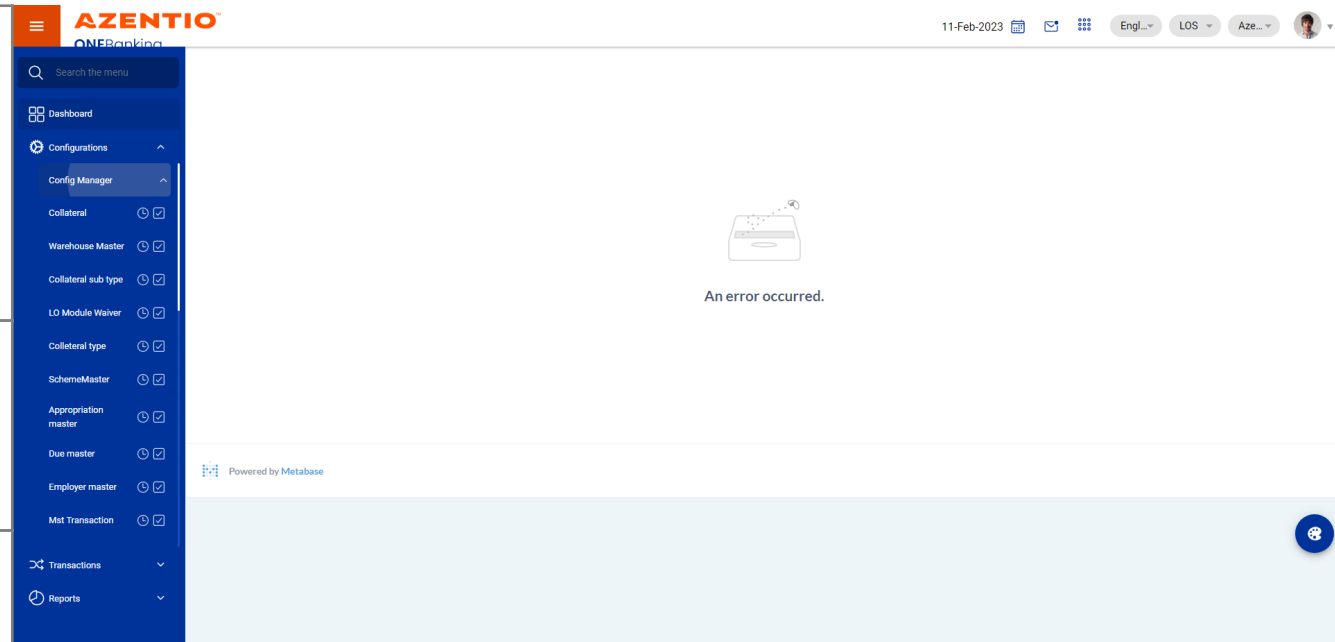 AZENTIO™
ONEBanking
11-Feb-2023
Engl...
LOS
Aze...
Search the menu
Dashboard
Configurations
Config Manager
Collateral
Warehouse Master
Collateral sub type
LO Module Waiver
Colleteral type
SchemeMaster
Appropriation
master
Due master
Employer master
Mst Transaction
Transactions
Reports
An error occurred.
Powered by Metabase